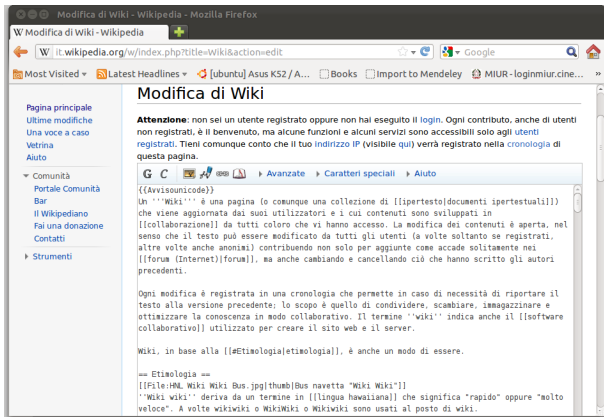 Modifica di Wiki - Wikipedia - Mozilla Firefox
W Modifica di Wiki - Wikipedia
W it.wikipedia.org/w/index.php?title=Wiki&action=edit
Google
Most Visited
Latest Headlines
[ubuntu] Asus K52 / A...
Books
Import to Mendeley
MIUR - loginmiur.cine...
Pagina principale
Ultime modifiche
Una voce a caso
Vetrina
Aiuto
Comunità
Portale Comunità
Bar
Il Wikipediano
Fai una donazione
Contatti
Strumenti
Modifica di Wiki
Attenzione: non sei un utente registrato oppure non hai eseguito il login. Ogni contributo, anche di utenti
non registrati, è il benvenuto, ma alcune funzioni e alcuni servizi sono accessibili solo agli utenti
registrati. Tieni comunque conto che il tuo indirizzo IP (visibile qui) verrà registrato nella cronologia di
questa pagina.
G C
Avanzate
Caratteri speciali
Aiuto
{{Avvisounicode}}
Un '''Wiki''' é una pagina (o comunque una collezione di [[ipertesto|documenti ipertestuali]])
che viene aggiornata dai suoi utilizzatori e i cui contenuti sono sviluppati in
[[collaborazione]] da tutti coloro che vi hanno accesso. La modifica dei contenuti è aperta, nel
senso che il testo può essere modificato da tutti gli utenti (a volte soltanto se registrati,
altre volte anche anonimi) contribuendo non solo per aggiunte come accade solitamente nei
[[forum (Internet)|forum]], ma anche cambiando e cancellando ciò che hanno scritto gli autori
precedenti.
Ogni modifica è registrata in una cronologia che permette in caso di necessità di riportare il
testo alla versione precedente; lo scopo è quello di condividere, scambiare, immagazzinare e
ottimizzare la conoscenza in modo collaborativo. Il termine ''wiki'' indica anche il [[software
collaborativo]] utilizzato per creare il sito web e il server.
Wiki, in base alla [[#Etimologia|etimologia]], è anche un modo di essere.
== Etimologia ==
[[File:HNL Wiki Wiki Bus.jpg|thumb|Bus navetta "Wiki Wiki"]]
''Wiki wiki'' deriva da un termine in [[lingua hawaiiana]] che significa "rapido" oppure "molto
veloce". A volte wikiwiki o WikiWiki o Wikiwiki sono usati al posto di wiki.